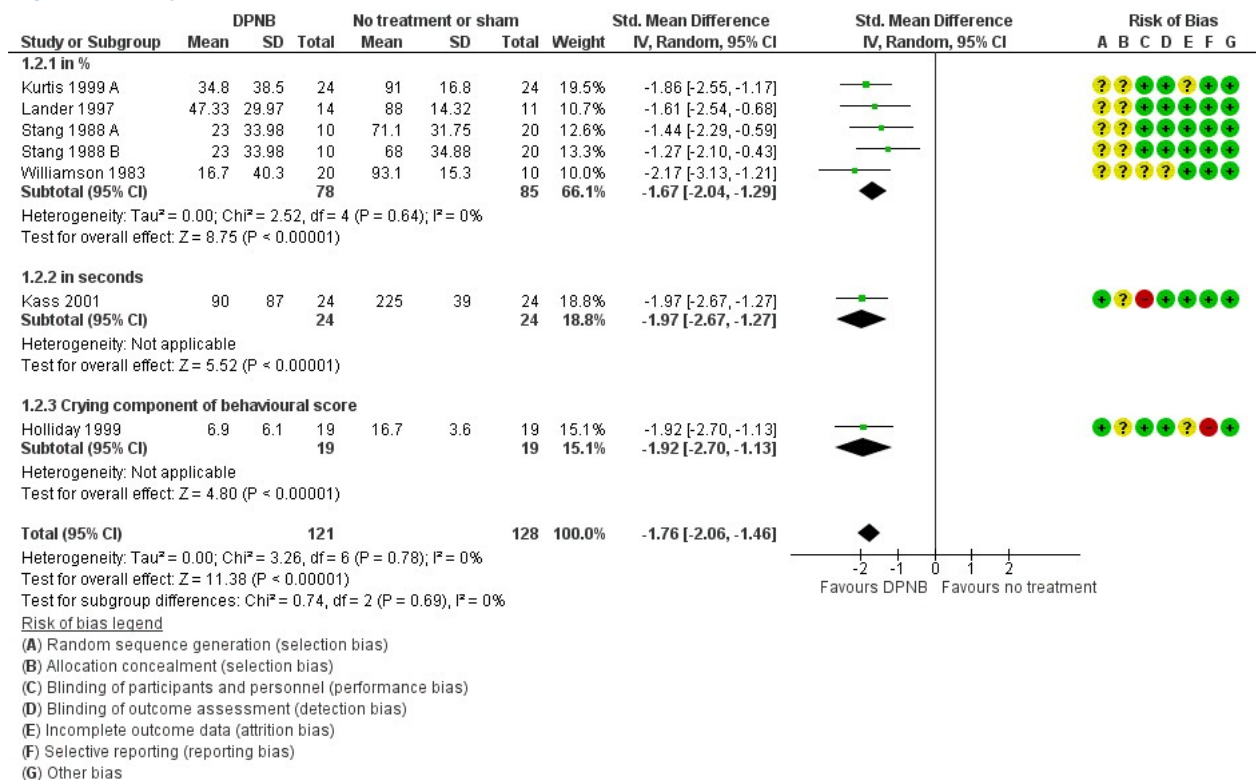 DPNB No treatment or sham Std. Mean Difference Std. Mean Difference Risk of Bias
Study or Subgroup Mean SD Total Mean SD Total Weight IV, Random, 95% CI IV, Random, 95% CI A B C D E F G
1.2.1 in %
Kurtis 1999 A 34.8 38.5 24 91 16.8 24 19.5% -1.86 [-2.55, -1.17] ? ? + + ? + +
Lander 1997 47.33 29.97 14 88 14.32 11 10.7% -1.61 [-2.54, -0.68] ? ? + + + + +
Stang 1988 A 23 33.98 10 71.1 31.75 20 12.6% -1.44 [-2.29, -0.59] ? ? + + + + +
Stang 1988 B 23 33.98 10 68 34.88 20 13.3% -1.27 [-2.10, -0.43] ? ? + + + + +
Williamson 1983 16.7 40.3 20 93.1 15.3 10 10.0% -2.17 [-3.13, -1.21] ? ? ? ? + + +
Subtotal (95% CI) 78 85 66.1% -1.67 [-2.04, -1.29]
Heterogeneity: Tau² = 0.00; Chi² = 2.52, df = 4 (P = 0.64); I² = 0%
Test for overall effect: Z = 8.75 (P < 0.00001)
1.2.2 in seconds
Kass 2001 90 87 24 225 39 24 18.8% -1.97 [-2.67, -1.27] + ? - + + + +
Subtotal (95% CI) 24 24 18.8% -1.97 [-2.67, -1.27]
Heterogeneity: Not applicable
Test for overall effect: Z = 5.52 (P < 0.00001)
1.2.3 Crying component of behavioural score
Holliday 1999 6.9 6.1 19 16.7 3.6 19 15.1% -1.92 [-2.70, -1.13] + ? + + ? - +
Subtotal (95% CI) 19 19 15.1% -1.92 [-2.70, -1.13]
Heterogeneity: Not applicable
Test for overall effect: Z = 4.80 (P < 0.00001)
Total (95% CI) 121 128 100.0% -1.76 [-2.06, -1.46]
Heterogeneity: Tau² = 0.00; Chi² = 3.26, df = 6 (P = 0.78); I² = 0%
-2 -1 0 1 2
Test for overall effect: Z = 11.38 (P < 0.00001)
Favours DPNB Favours no treatment
Test for subgroup differences: Chi² = 0.74, df = 2 (P = 0.69), I² = 0%
Risk of bias legend
(A) Random sequence generation (selection bias)
(B) Allocation concealment (selection bias)
(C) Blinding of participants and personnel (performance bias)
(D) Blinding of outcome assessment (detection bias)
(E) Incomplete outcome data (attrition bias)
(F) Selective reporting (reporting bias)
(G) Other bias